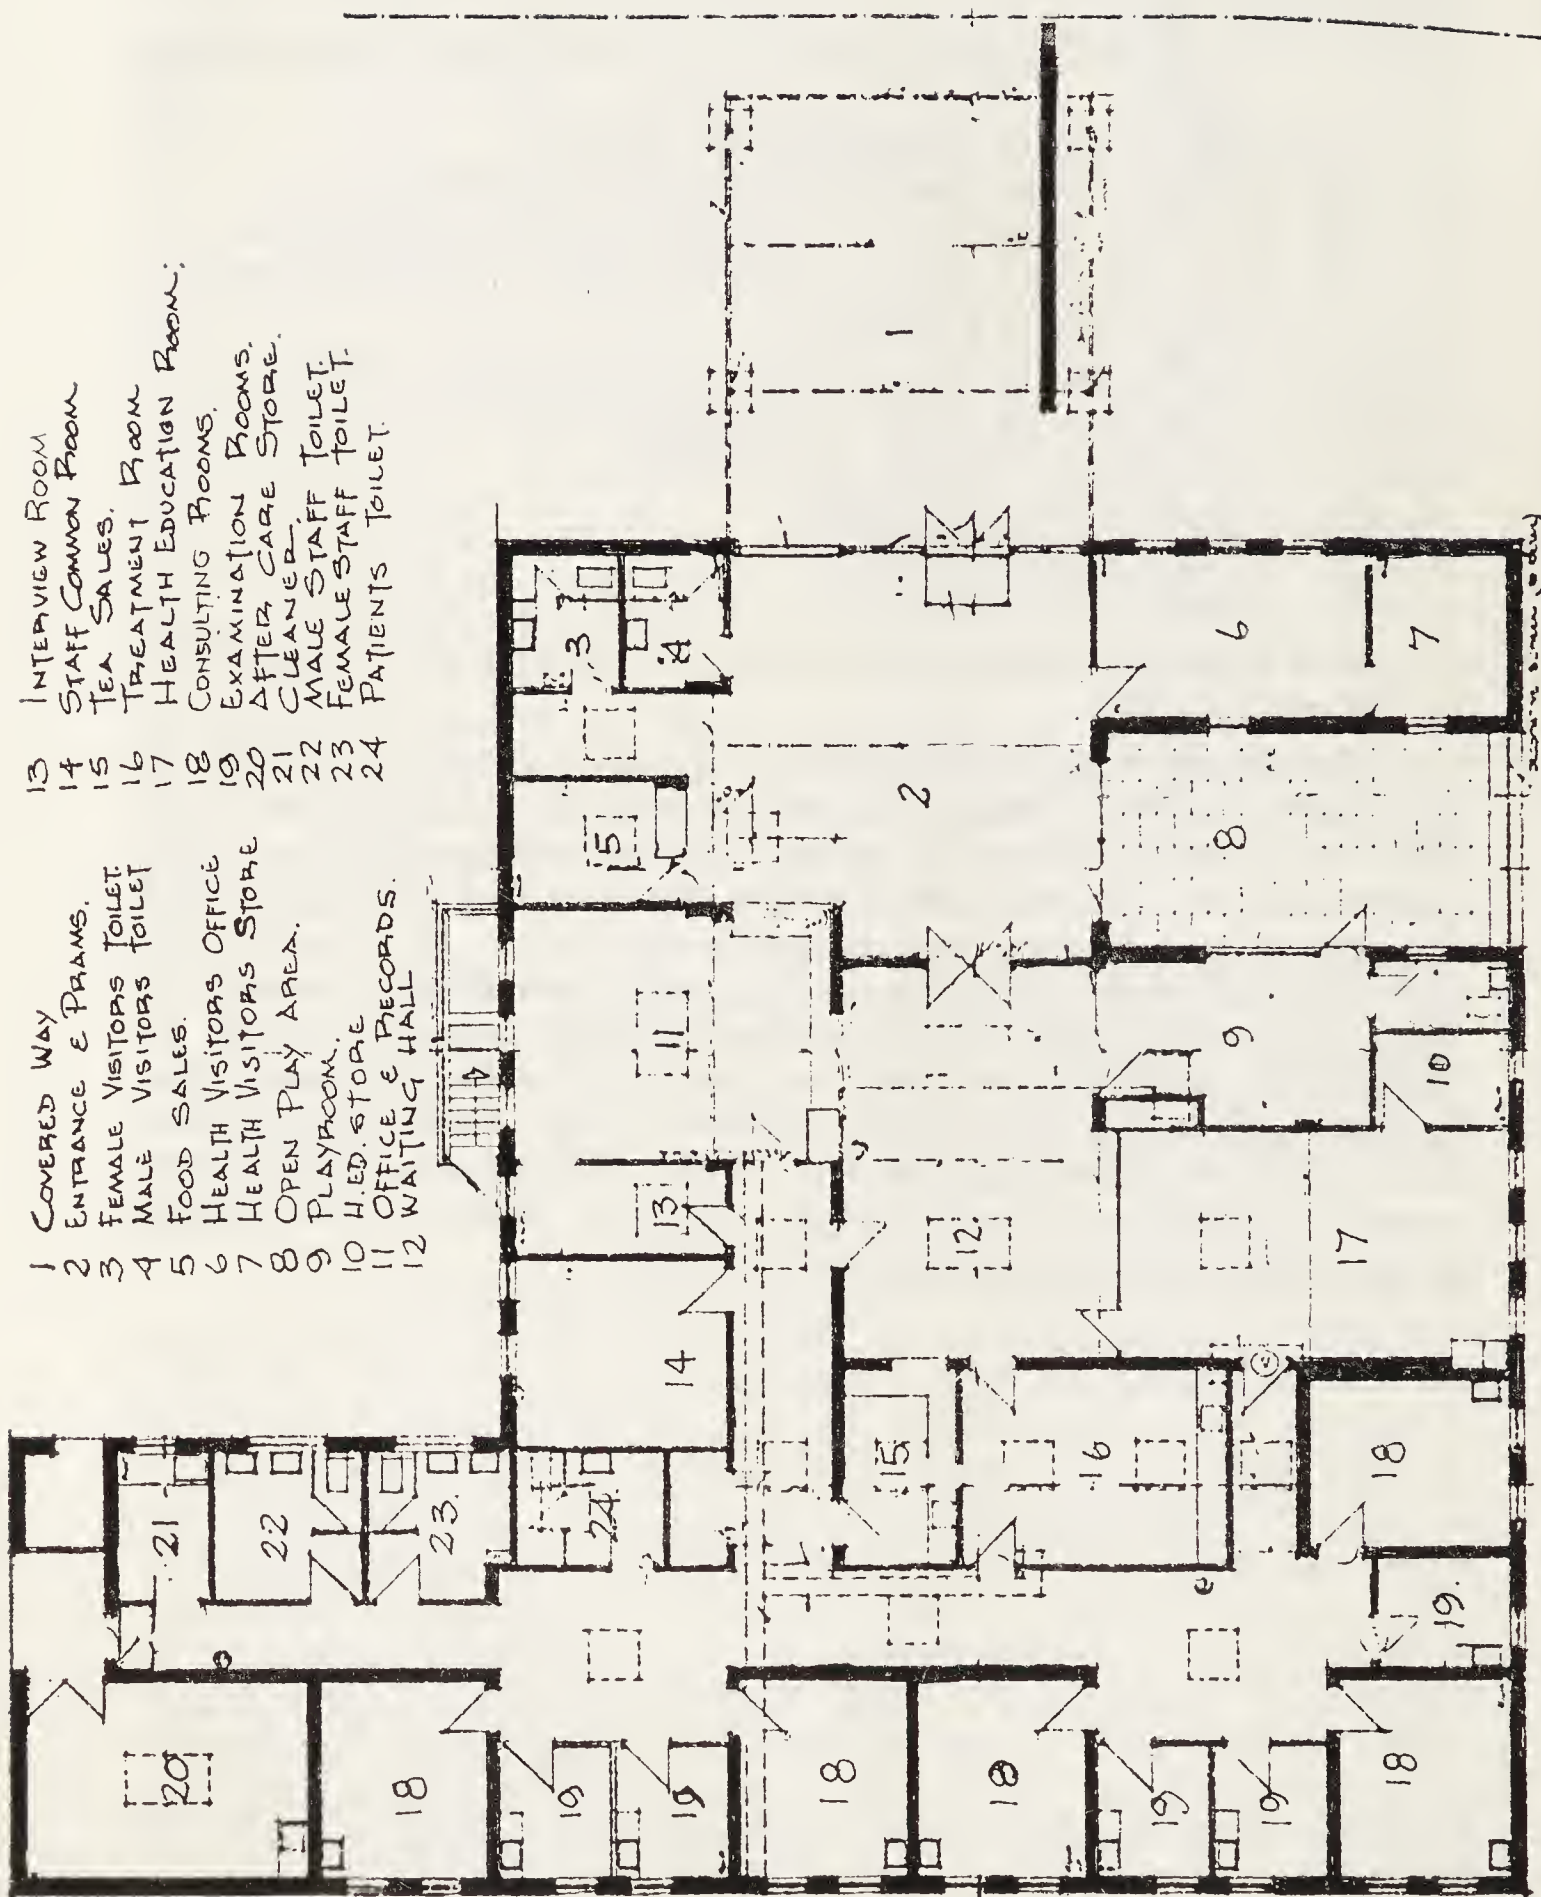 1 COVERED WAY
2 ENTRANCE & PRAMS.
3 FEMALE VISITORS TOILET.
4 MALE VISITORS TOILET
5 FOOD SALES.
6 HEALTH VISITORS OFFICE
7 HEALTH VISITORS STORE
8 OPEN PLAY AREA.
9 PLAYROOM.
10 H.ED. STORE
11 OFFICE & RECORDS.
12 WAITING HALL
13 INTERVIEW ROOM
14 STAFF COMMON ROOM
15 TEA SALES.
16 TREATMENT ROOM
17 HEALTH EDUCATION ROOM.
18 CONSULTING ROOMS.
19 EXAMINATION ROOMS.
20 AFTER CARE STORE.
21 CLEANER.
22 MALE STAFF TOILET.
23 FEMALE STAFF TOILET.
24 PATIENTS TOILET.
20
21
22
18
23.
19
24
5
3
19
14
13
11
4
18
15
2
1
18
12
16
19
9
8
6
19
17
18
18
19.
10
7